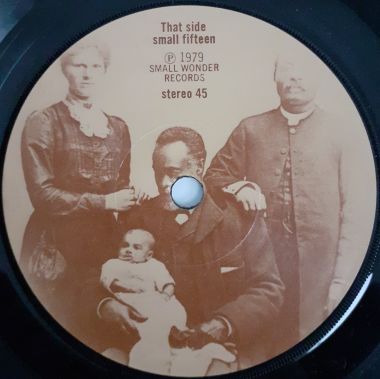 That side
small fifteen
℗ 1979
SMALL WONDER
RECORDS
stereo 45